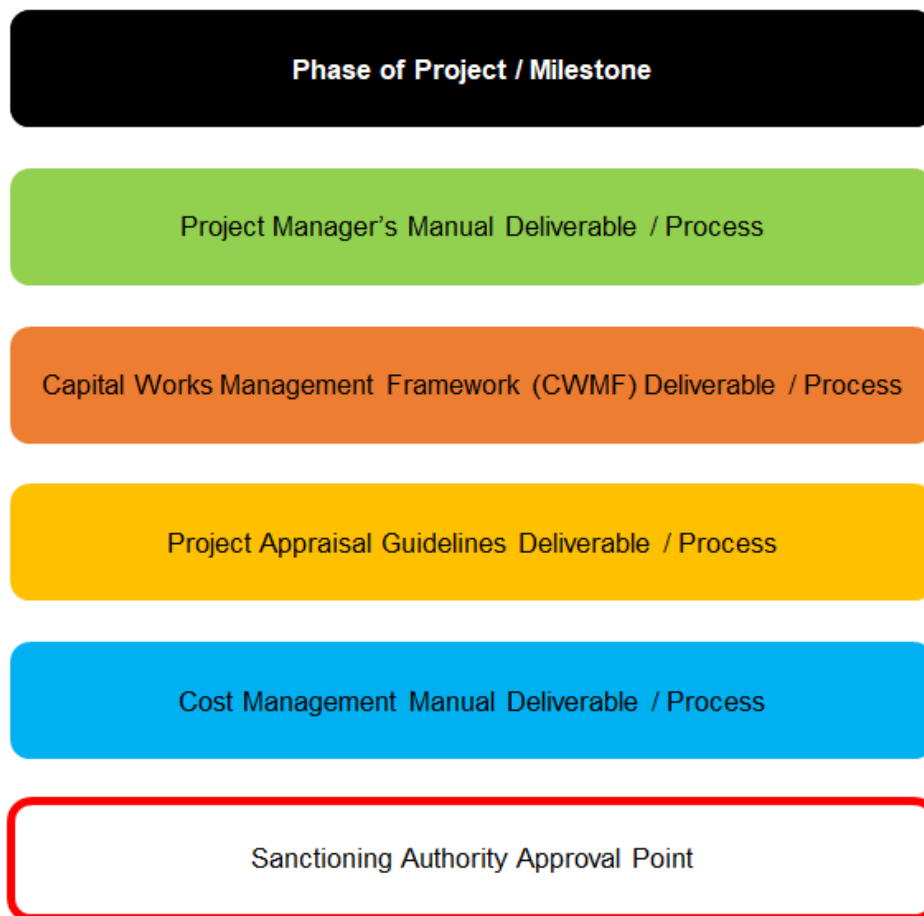 Phase of Project / Milestone
Project Manager’s Manual Deliverable / Process
Capital Works Management Framework (CWMF) Deliverable / Process
Project Appraisal Guidelines Deliverable / Process
Cost Management Manual Deliverable / Process
Sanctioning Authority Approval Point